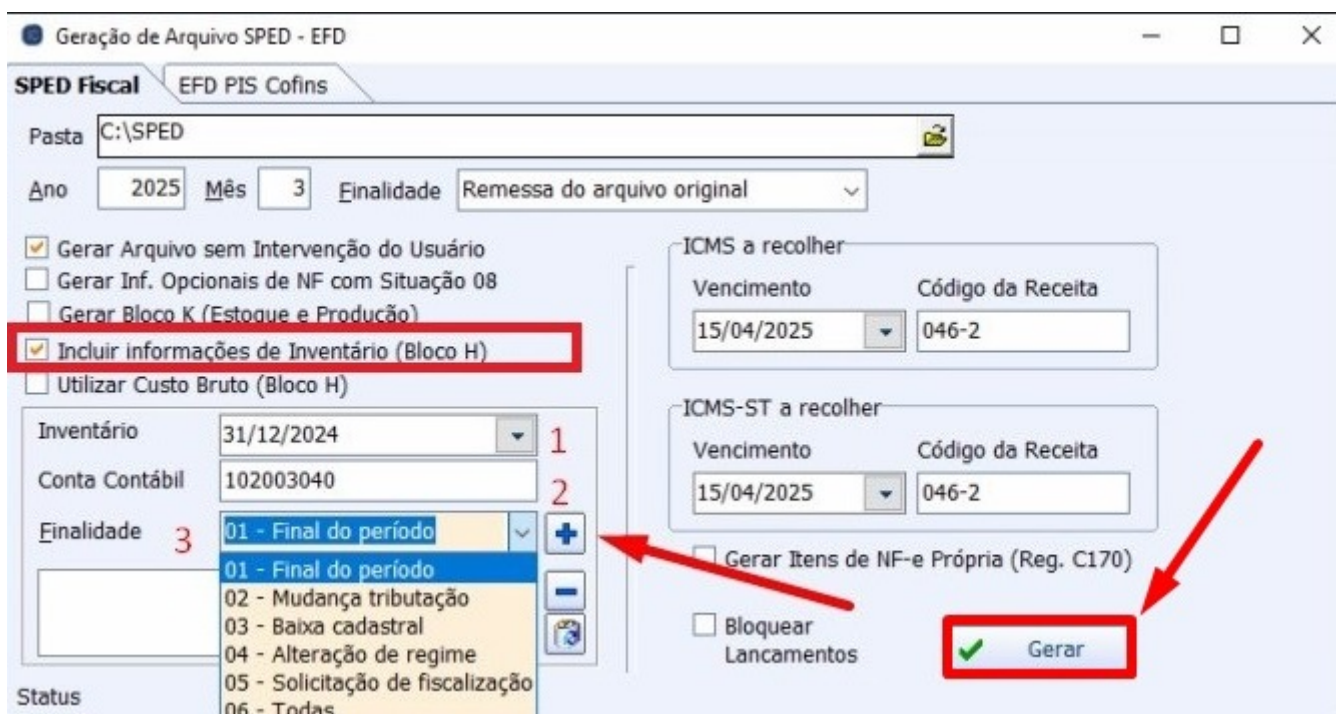 Geração de Arquivo SPED - EFD
SPED Fiscal
EFD PIS Cofins
Pasta C:\SPED
Ano 2025 Mês 3 Finalidade Remessa do arquivo original
Gerar Arquivo sem Intervenção do Usuário
Gerar Inf. Opcionais de NF com Situação 08
Gerar Bloco K (Estoque e Produção)
Incluir informações de Inventário (Bloco H)
Utilizar Custo Bruto (Bloco H)
Inventário 31/12/2024 1
Conta Contábil 102003040 2
Finalidade 3 01 - Final do período
01 - Final do período
02 - Mudança tributação
03 - Baixa cadastral
04 - Alteração de regime
05 - Solicitação de fiscalização
06 - Todas
Status
ICMS a recolher
Vencimento Código da Receita
15/04/2025 046-2
ICMS-ST a recolher
Vencimento Código da Receita
15/04/2025 046-2
Gerar Itens de NF-e Própria (Reg. C170)
Bloquear
Lancamentos
Gerar